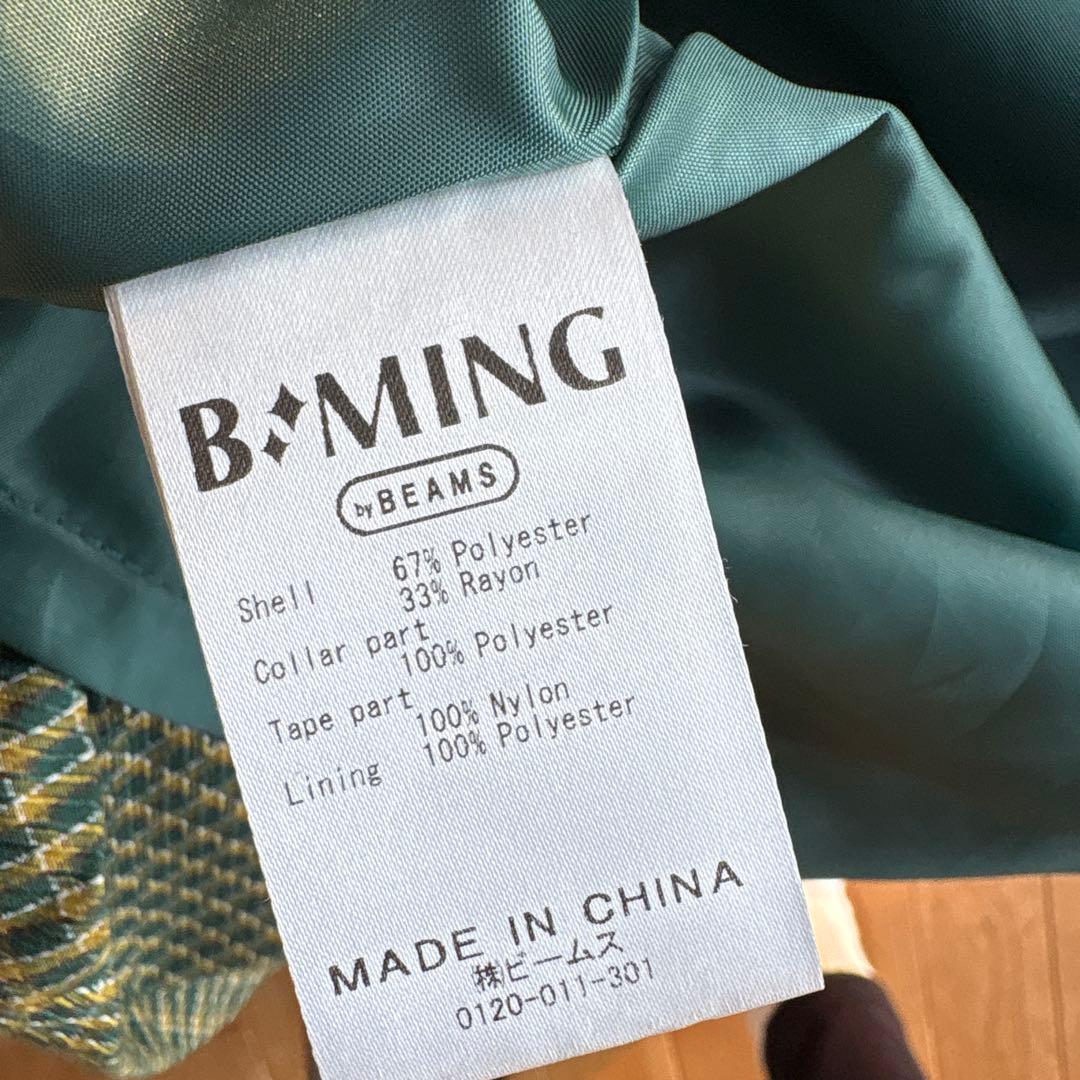 B:MING
by BEAMS
Shell 67% Polyester
33% Rayon
Collar part
100% Polyester
Tape part
100% Nylon
Lining 100% Polyester
MADE IN CHINA
㈱ビームス
0120-011-301